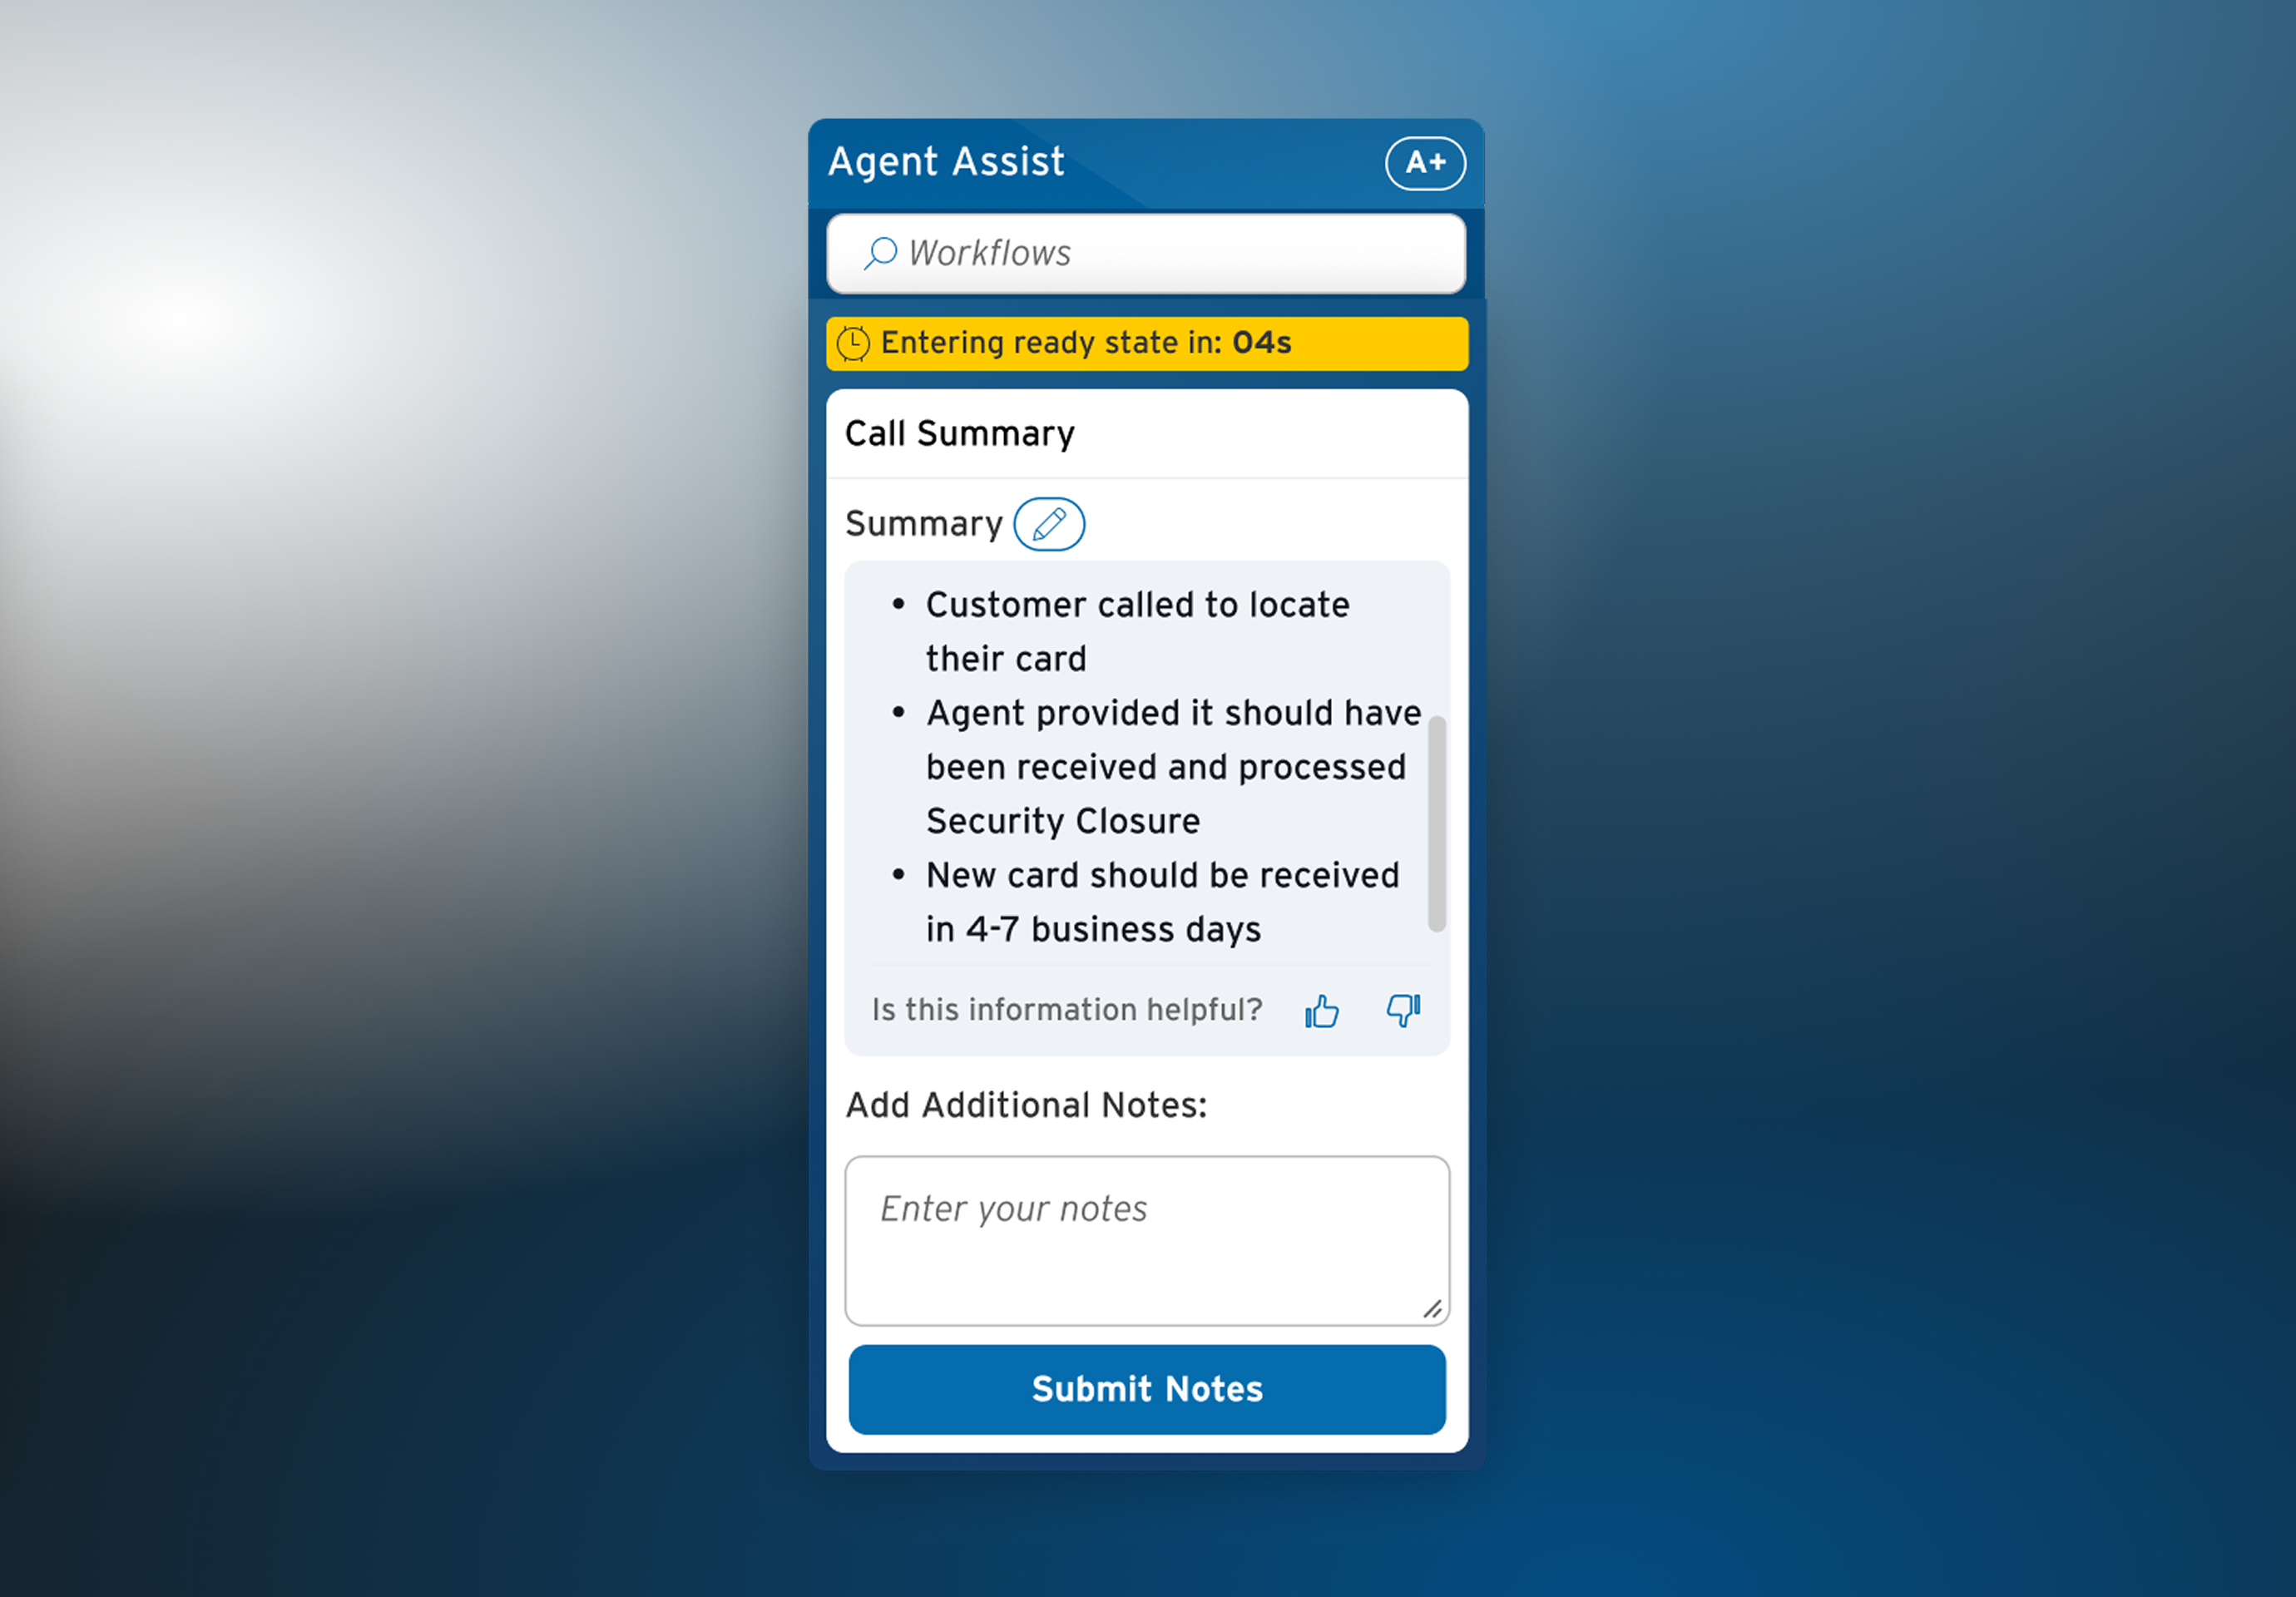 Agent Assist
A+
Workflows
Entering ready state in: 04s
Call Summary
Summary
• Customer called to locate
their card
• Agent provided it should have
been received and processed
Security Closure
• New card should be received
in 4-7 business days
Is this information helpful?
Add Additional Notes:
Enter your notes
Submit Notes